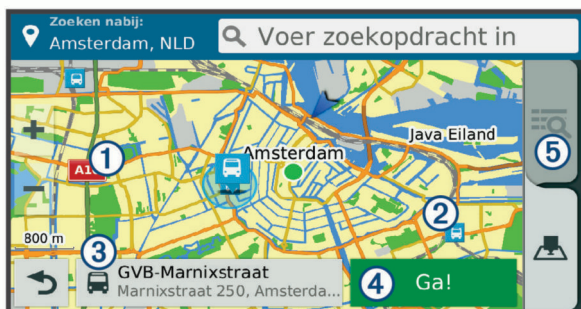 Zoeken nabij:
Amsterdam, NLD
Voer zoekopdracht in
Java Eiland
Amsterdam
1
5
2
800 m
3
GVB-Marnixstraat
Marnixstraat 250, Amsterda...
4
Ga!